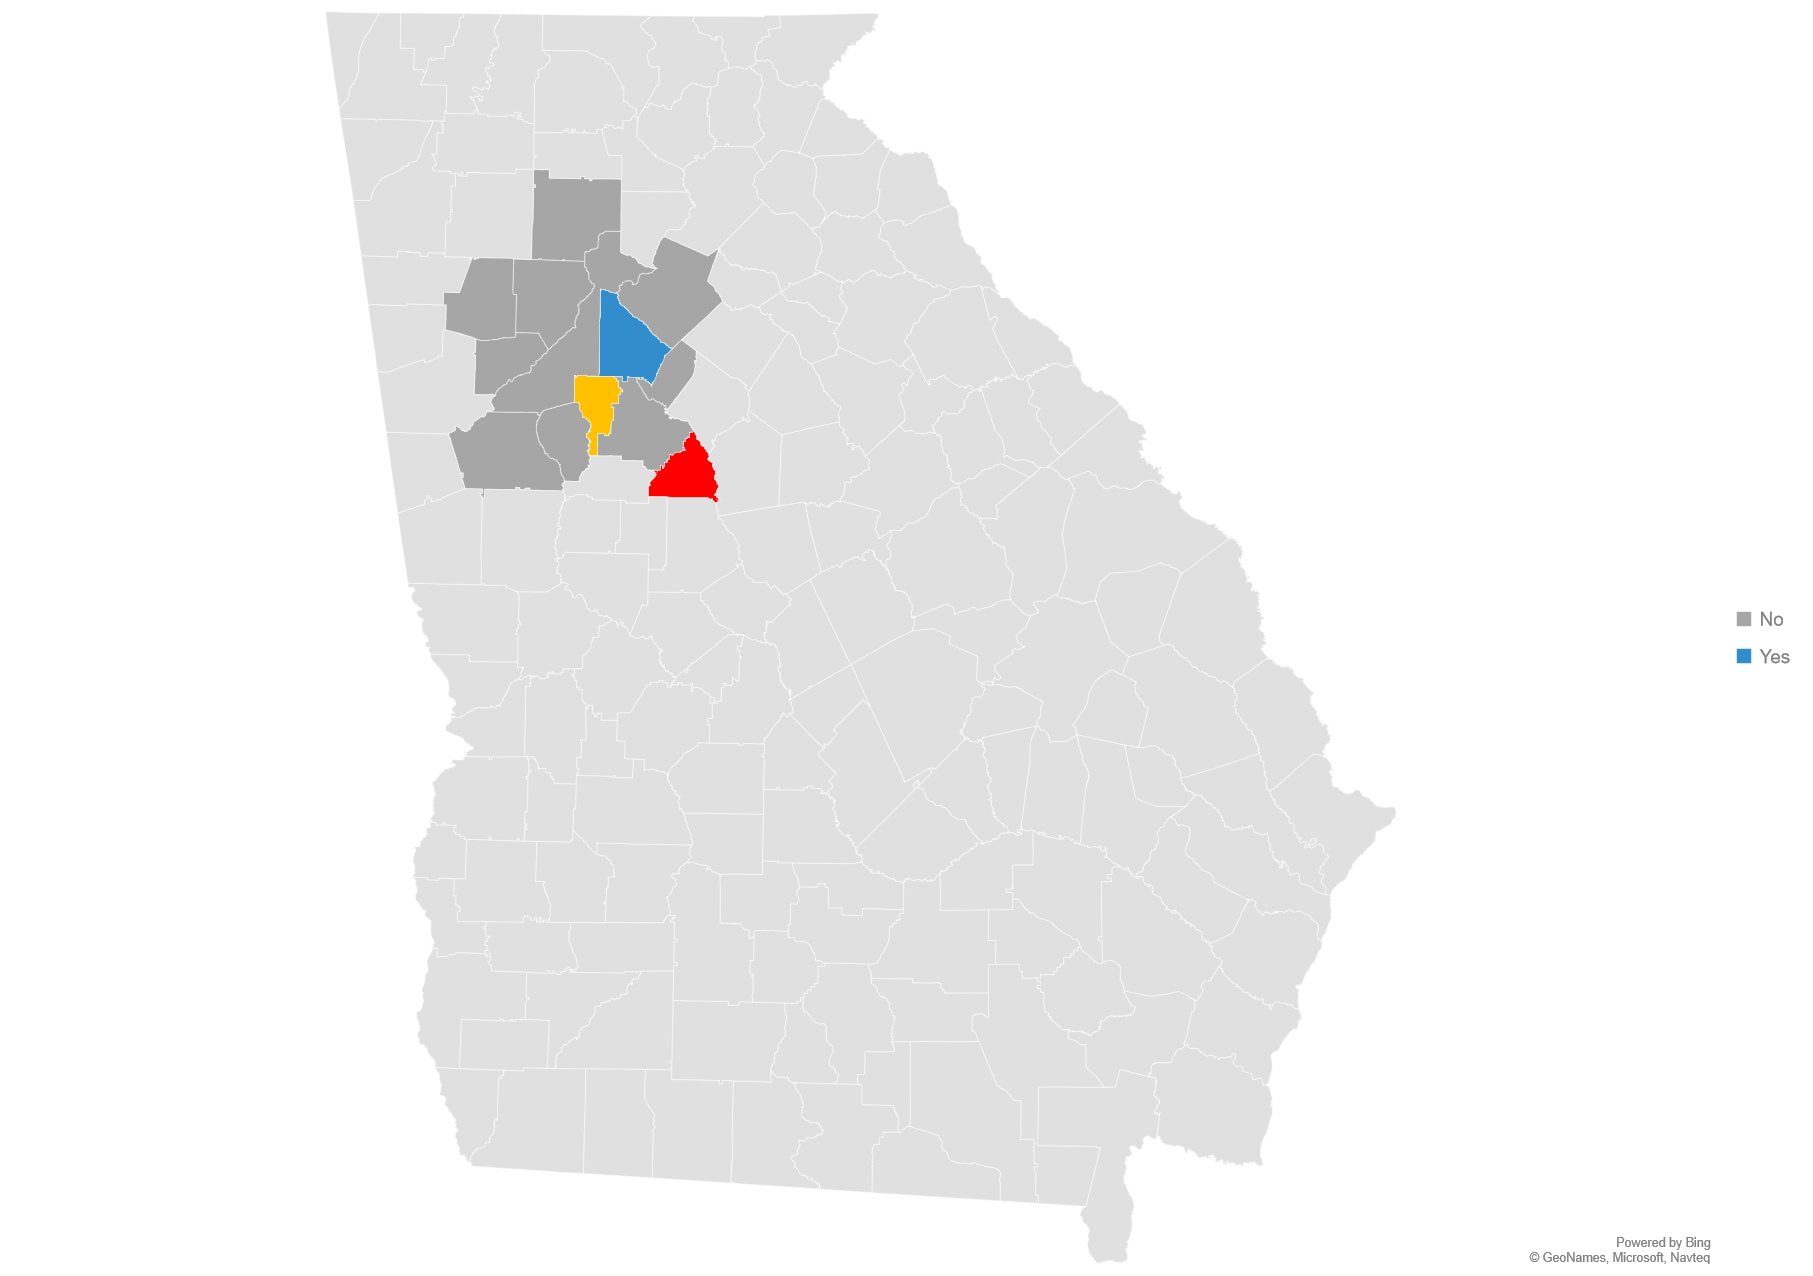 No
Yes
Powered by Bing
© GeoNames, Microsoft, Navteq